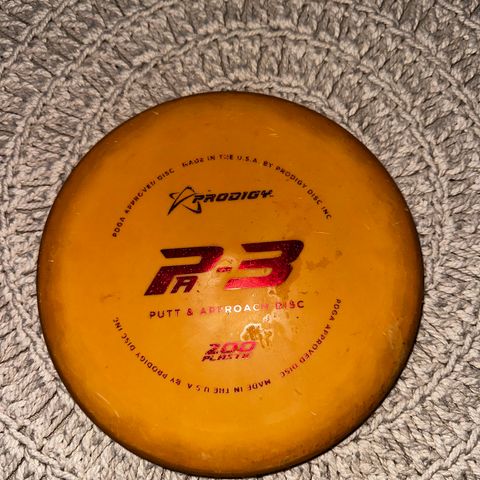 PDGA APPROVED DISC MADE IN THE U.S.A. BY PRODIGY DISC INC.
PRODIGY
PA-3
PUTT & APPROACH DISC
200
PLASTIC
PDGA APPROVED DISC MADE IN THE U.S.A BY PRODIGY DISC INC.